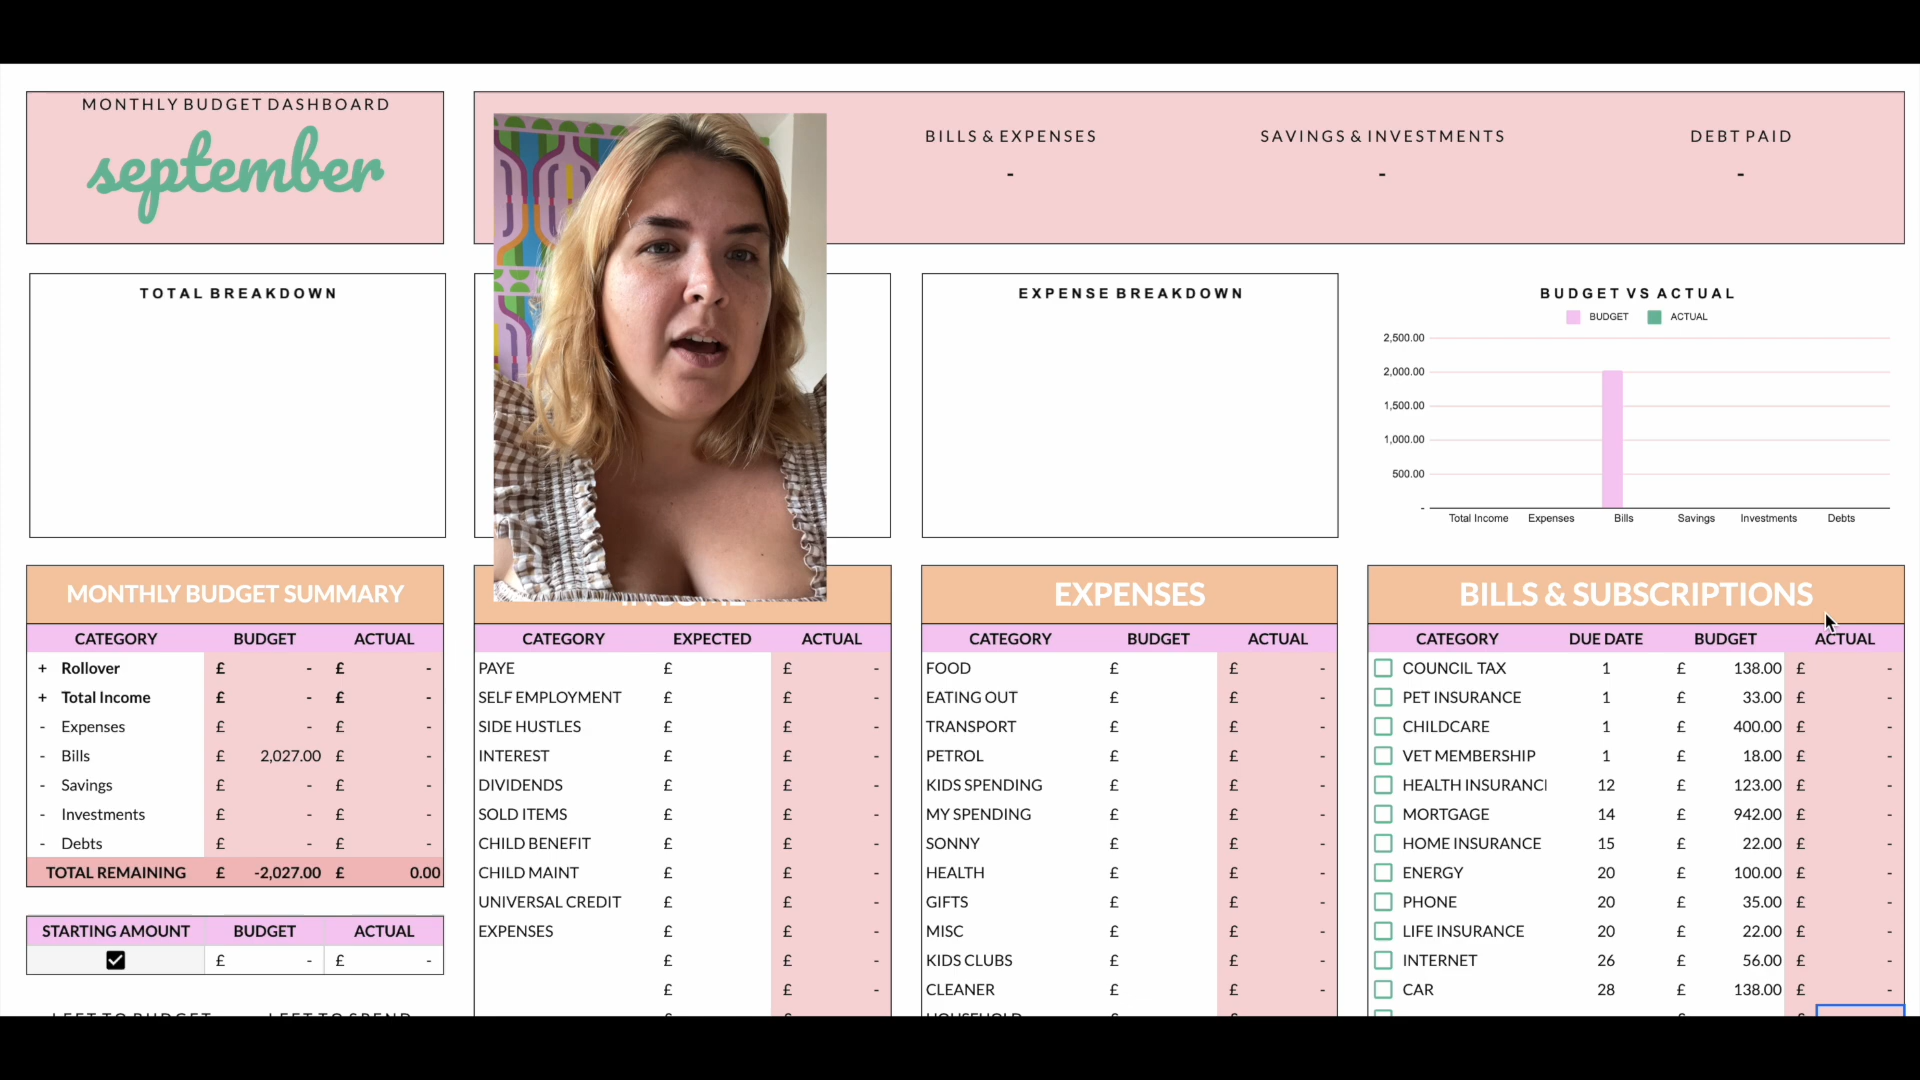 MONTHLY BUDGET DASHBOARD
september
BILLS & EXPENSES
-
SAVINGS & INVESTMENTS
-
DEBT PAID
-
TOTAL BREAKDOWN
EXPENSE BREAKDOWN
BUDGET VS ACTUAL
BUDGET ACTUAL
2,500.00
2,000.00
1,500.00
1,000.00
500.00
-
Total Income Expenses Bills Savings Investments Debts
MONTHLY BUDGET SUMMARY
CATEGORY BUDGET ACTUAL
+ Rollover £ - £ -
+ Total Income £ - £ -
- Expenses £ - £ -
- Bills £ 2,027.00 £ -
- Savings £ - £ -
- Investments £ - £ -
- Debts £ - £ -
TOTAL REMAINING £ -2,027.00 £ 0.00
STARTING AMOUNT BUDGET ACTUAL
£ - £ -
LEFT TO BUDGET LEFT TO SPEND
CATEGORY EXPECTED ACTUAL
PAYE £ £ -
SELF EMPLOYMENT £ £ -
SIDE HUSTLES £ £ -
INTEREST £ £ -
DIVIDENDS £ £ -
SOLD ITEMS £ £ -
CHILD BENEFIT £ £ -
CHILD MAINT £ £ -
UNIVERSAL CREDIT £ £ -
EXPENSES £ £ -
£ £ -
£ £ -
EXPENSES
CATEGORY BUDGET ACTUAL
FOOD £ £ -
EATING OUT £ £ -
TRANSPORT £ £ -
PETROL £ £ -
KIDS SPENDING £ £ -
MY SPENDING £ £ -
SONNY £ £ -
HEALTH £ £ -
GIFTS £ £ -
MISC £ £ -
KIDS CLUBS £ £ -
CLEANER £ £ -
HOUSEHOLD
BILLS & SUBSCRIPTIONS
CATEGORY DUE DATE BUDGET ACTUAL
COUNCIL TAX 1 £ 138.00 £ -
PET INSURANCE 1 £ 33.00 £ -
CHILDCARE 1 £ 400.00 £ -
VET MEMBERSHIP 1 £ 18.00 £ -
HEALTH INSURANC 12 £ 123.00 £ -
MORTGAGE 14 £ 942.00 £ -
HOME INSURANCE 15 £ 22.00 £ -
ENERGY 20 £ 100.00 £ -
PHONE 20 £ 35.00 £ -
LIFE INSURANCE 20 £ 22.00 £ -
INTERNET 26 £ 56.00 £ -
CAR 28 £ 138.00 £ -